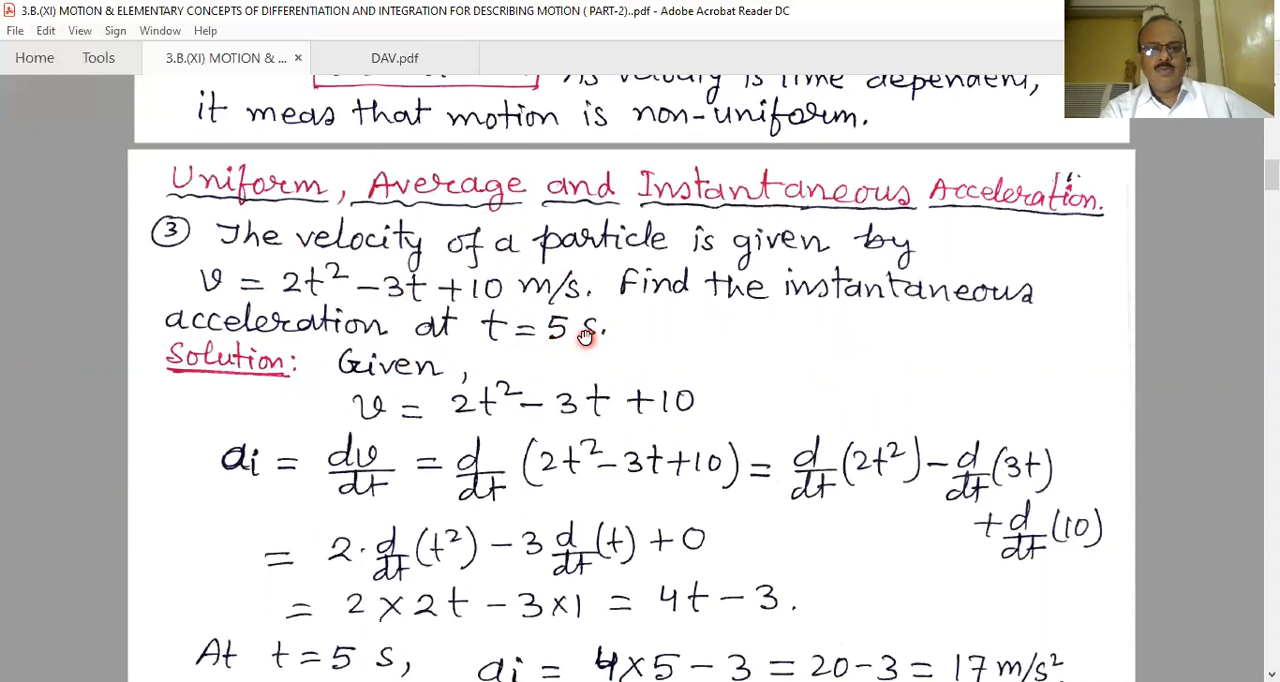 3.B.(XI) MOTION & ELEMENTARY CONCEPTS OF DIFFERENTIATION AND INTEGRATION FOR DESCRIBING MOTION ( PART-2)..pdf - Adobe Acrobat Reader DC
File Edit View Sign Window Help
Home Tools 3.B.(XI) MOTION & ... × DAV.pdf
As velocity is time dependent,
it meas that motion is non-uniform.
Uniform, Average and Instantaneous Acceleration.
③ The velocity of a particle is given by
v = 2t² - 3t + 10 m/s. Find the instantaneous
acceleration at t = 5 s.
Solution: Given,
v = 2t² - 3t + 10
ai = dv/dt = d/dt (2t² - 3t + 10) = d/dt (2t²) - d/dt (3t)
+ d/dt (10)
= 2 · d/dt (t²) - 3 d/dt (t) + 0
= 2 × 2t - 3 × 1 = 4t - 3.
At t = 5 s, ai = 4×5 - 3 = 20 - 3 = 17 m/s².